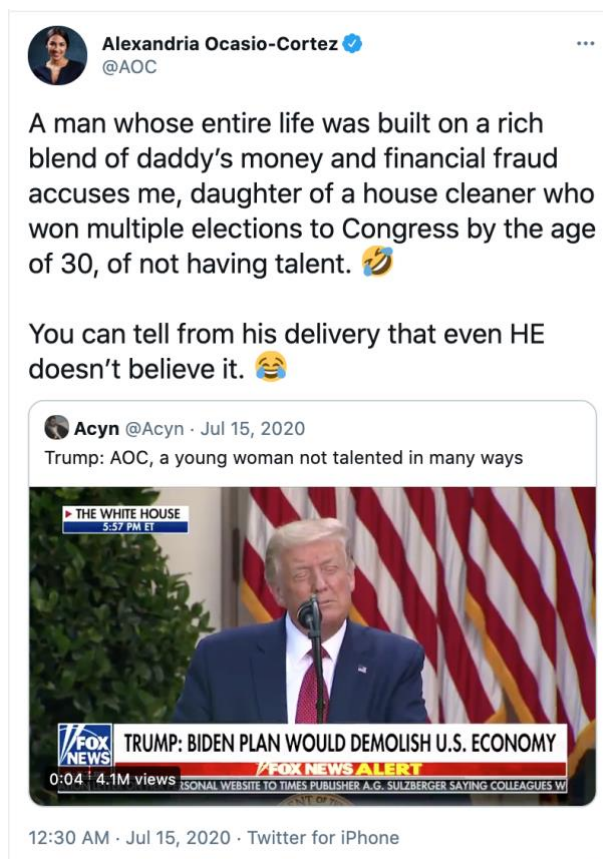 Alexandria Ocasio-Cortez
@AOC
A man whose entire life was built on a rich
blend of daddy’s money and financial fraud
accuses me, daughter of a house cleaner who
won multiple elections to Congress by the age
of 30, of not having talent. 🤣
You can tell from his delivery that even HE
doesn’t believe it. 😂
Acyn @Acyn · Jul 15, 2020
Trump: AOC, a young woman not talented in many ways
THE WHITE HOUSE
5:57 PM ET
FOX NEWS
TRUMP: BIDEN PLAN WOULD DEMOLISH U.S. ECONOMY
FOX NEWS ALERT
0:04 4.1M views
RSONAL WEBSITE TO TIMES PUBLISHER A.G. SULZBERGER SAYING COLLEAGUES W
12:30 AM · Jul 15, 2020 · Twitter for iPhone